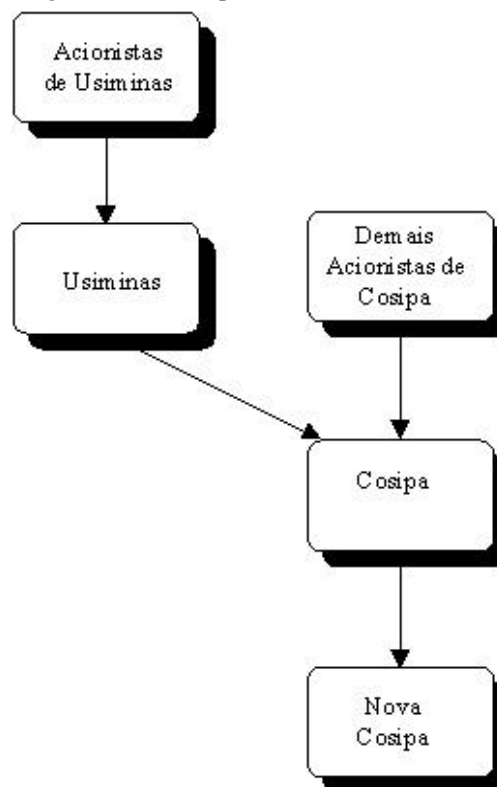 Acionistas
de Usiminas
Usiminas
Demais
Acionistas de
Cosipa
Cosipa
Nova
Cosipa